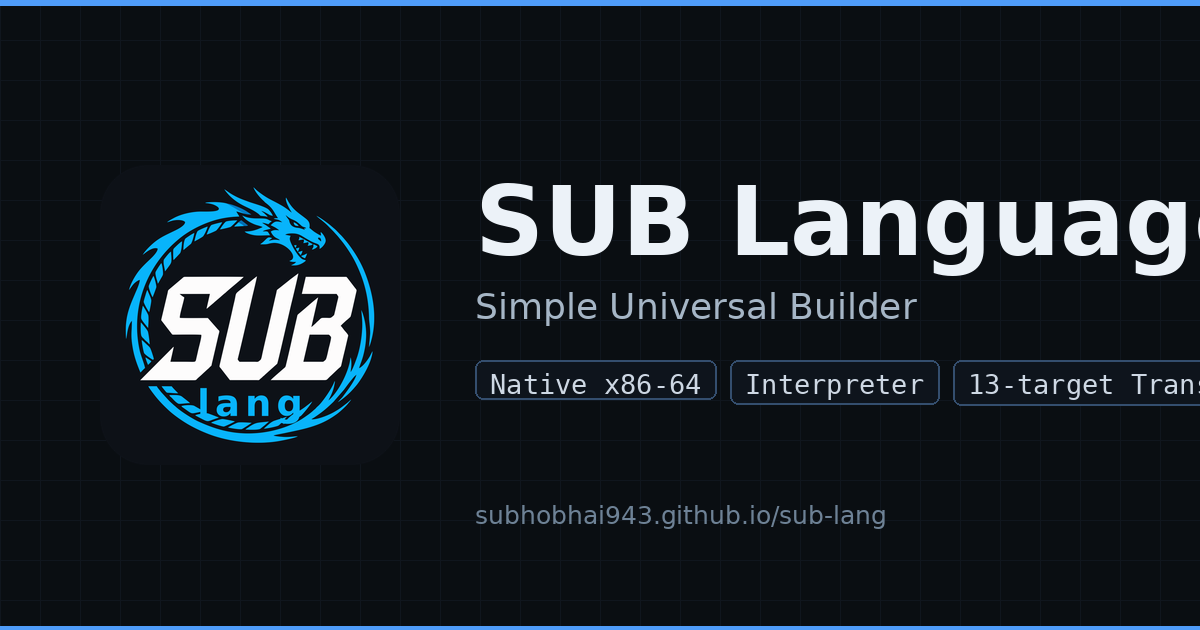 SUB
lang
SUB Languag
Simple Universal Builder
Native x86-64
Interpreter
13-target Trans
subhobhai943.github.io/sub-lang